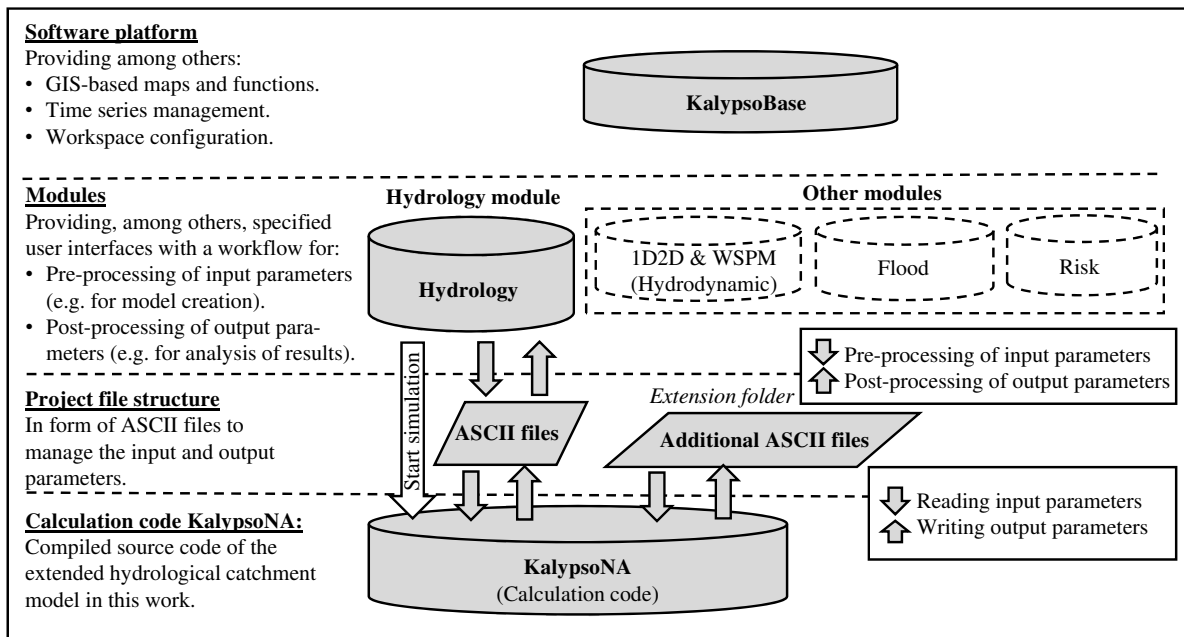 Software platform
Providing among others:
• GIS-based maps and functions.
• Time series management.
• Workspace configuration.
KalypsoBase
Modules
Providing, among others, specified
user interfaces with a workflow for:
• Pre-processing of input parameters
(e.g. for model creation).
• Post-processing of output para-
meters (e.g. for analysis of results).
Hydrology module
Hydrology
Other modules
1D2D & WSPM
(Hydrodynamic)
Flood
Risk
Pre-processing of input parameters
Post-processing of output parameters
Start simulation
Project file structure
In form of ASCII files to
manage the input and output
parameters.
ASCII files
Extension folder
Additional ASCII files
Reading input parameters
Writing output parameters
Calculation code KalypsoNA:
Compiled source code of the
extended hydrological catchment
model in this work.
KalypsoNA
(Calculation code)